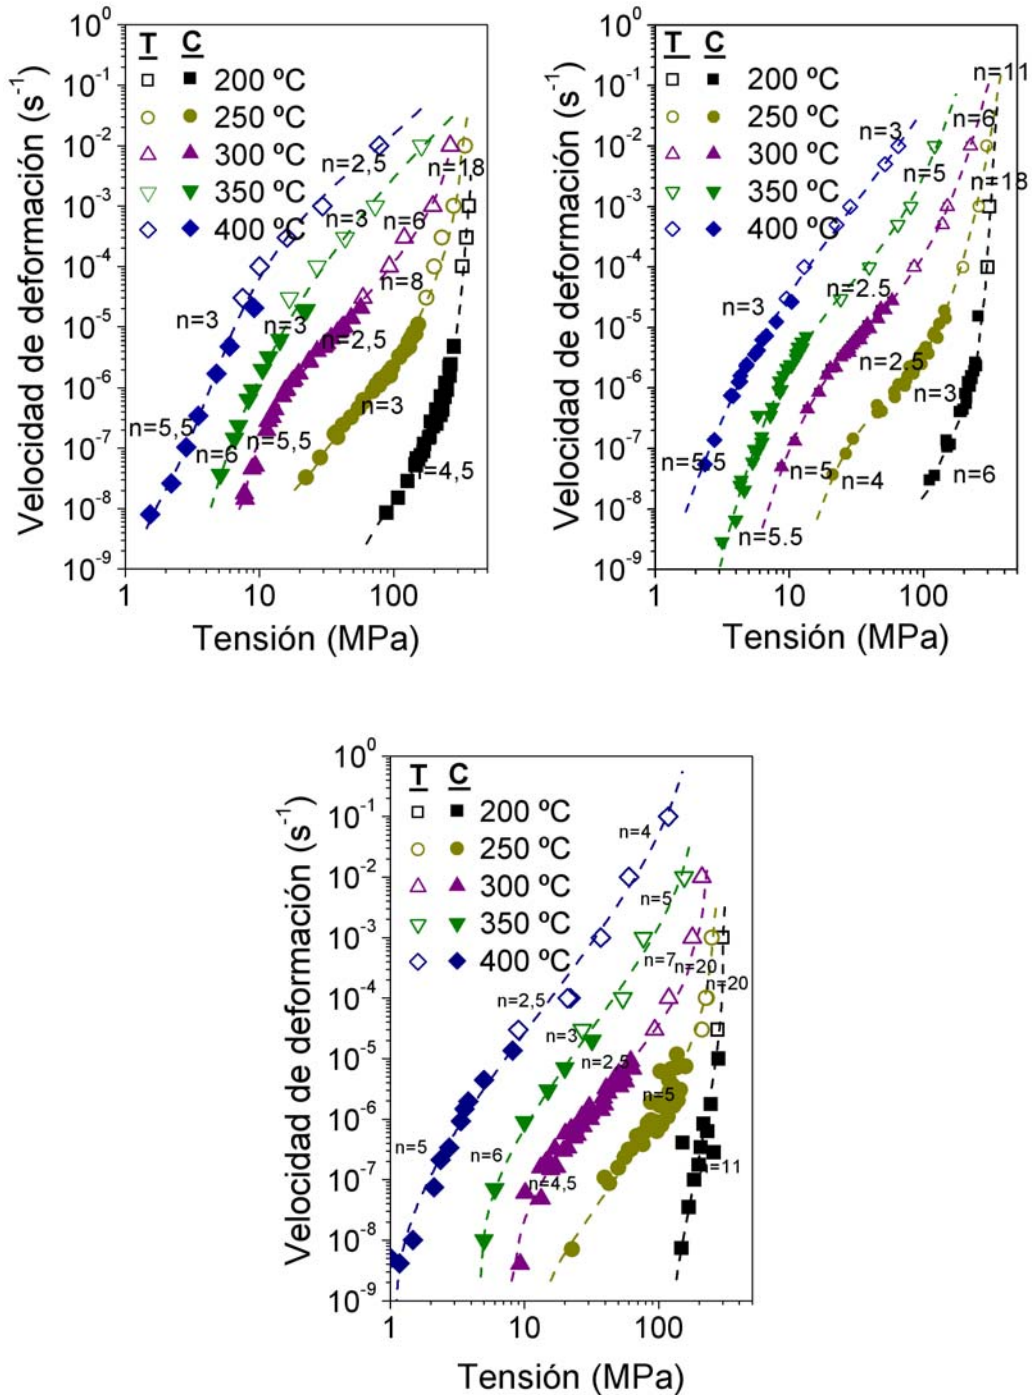 Velocidad de deformación (s⁻¹)
10⁰
10⁻¹
10⁻²
10⁻³
10⁻⁴
10⁻⁵
10⁻⁶
10⁻⁷
10⁻⁸
10⁻⁹
T C
200 ºC
250 ºC
300 ºC
350 ºC
400 ºC
n=2,5
n=18
n=3
n=6
n=8
n=3
n=3
n=2,5
n=3
n=5,5
n=6
n=5,5
n=4,5
1 10 100
Tensión (MPa)
Velocidad de deformación (s⁻¹)
10⁰
10⁻¹
10⁻²
10⁻³
10⁻⁴
10⁻⁵
10⁻⁶
10⁻⁷
10⁻⁸
10⁻⁹
T C
200 ºC
250 ºC
300 ºC
350 ºC
400 ºC
n=11
n=6
n=3
n=5
n=18
n=3
n=2.5
n=2.5
n=3
n=5.5
n=5
n=4
n=6
n=5.5
1 10 100
Tensión (MPa)
Velocidad de deformación (s⁻¹)
10⁰
10⁻¹
10⁻²
10⁻³
10⁻⁴
10⁻⁵
10⁻⁶
10⁻⁷
10⁻⁸
10⁻⁹
T C
200 ºC
250 ºC
300 ºC
350 ºC
400 ºC
n=4
n=5
n=7
n=20
n=20
n=2,5
n=3
n=2,5
n=5
n=5
n=6
n=4,5
n=11
1 10 100
Tensión (MPa)